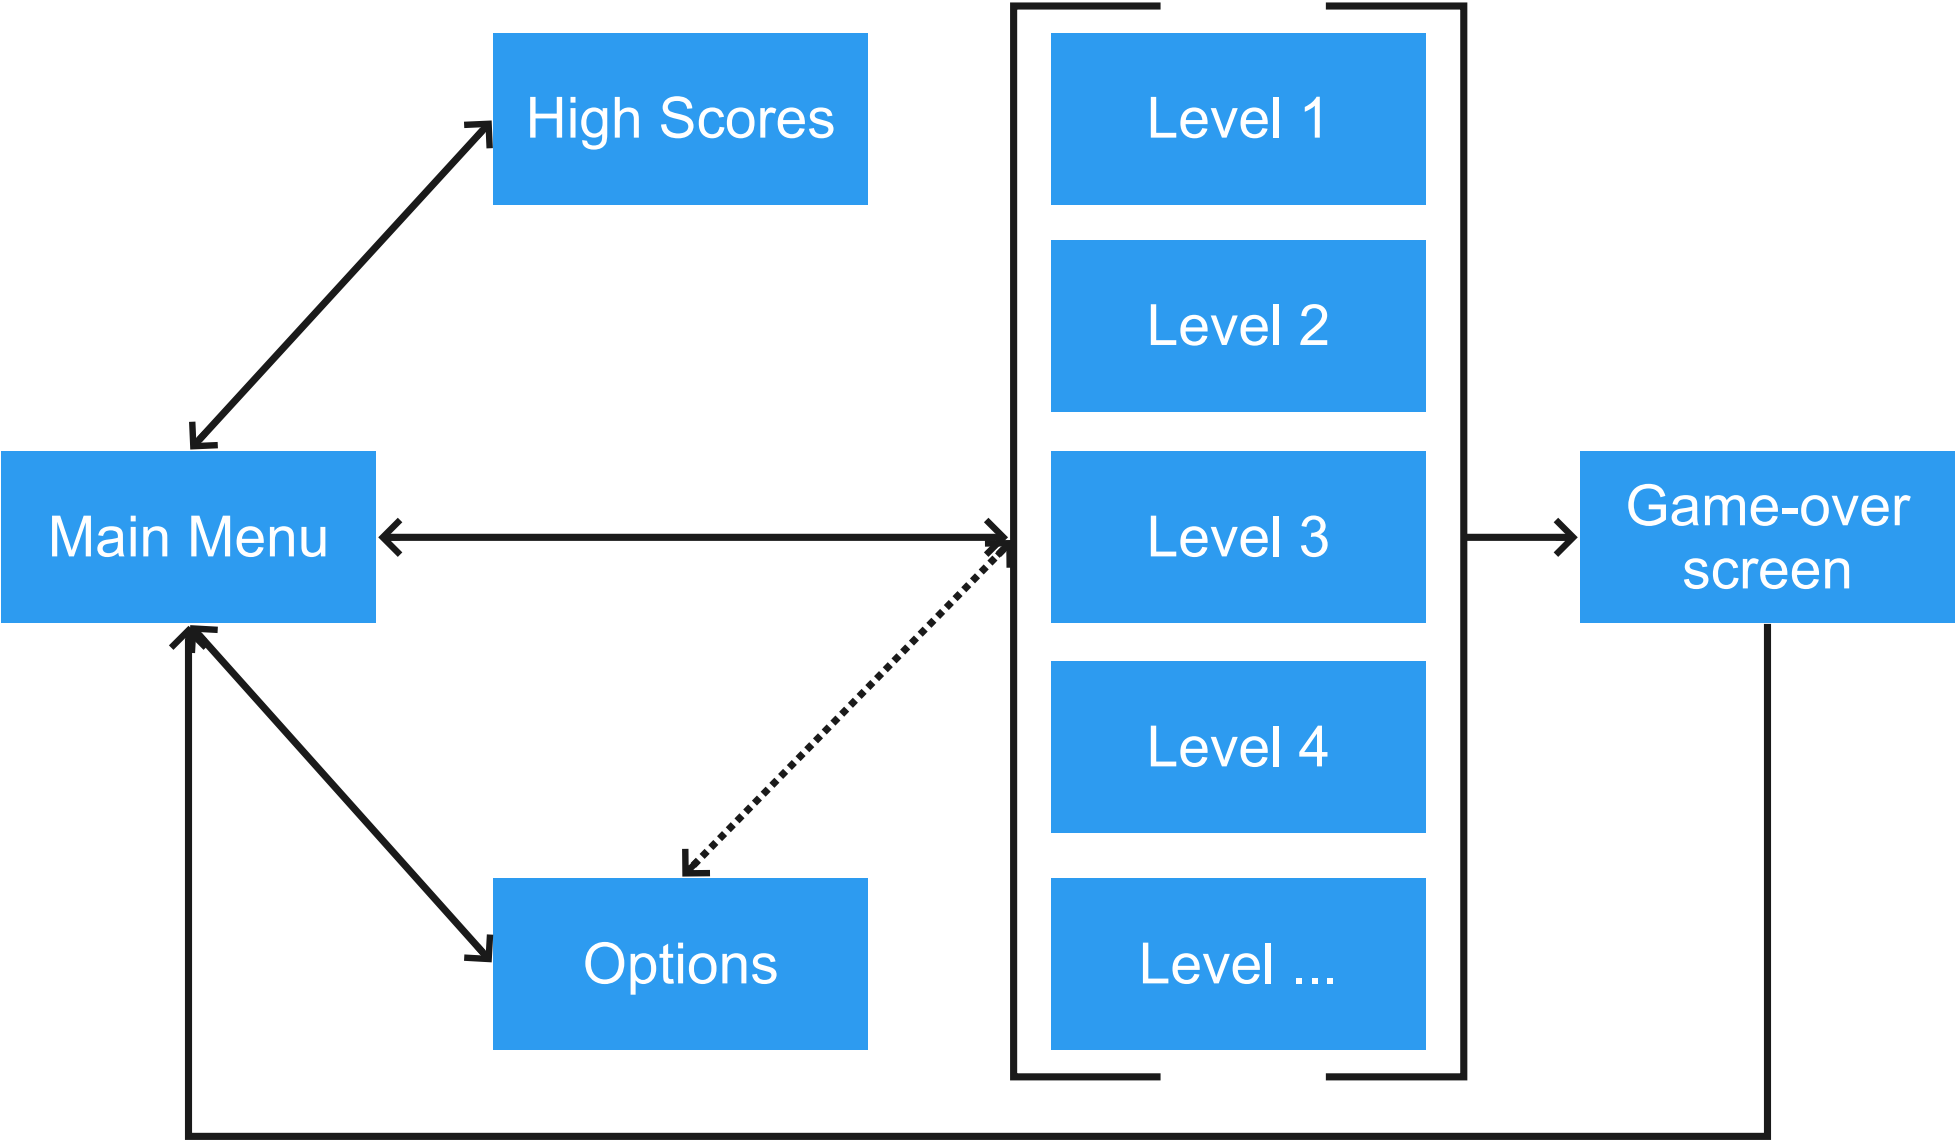 High Scores
Level 1
Level 2
Main Menu
Level 3
Game-over
screen
Level 4
Options
Level ...